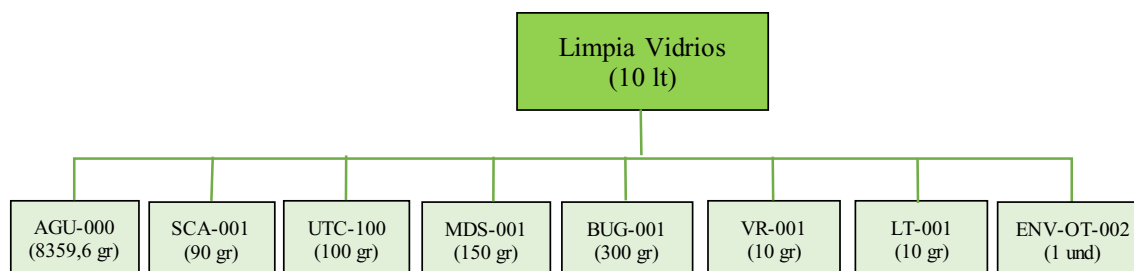 Limpia Vidrios
(10 lt)
AGU-000
(8359,6 gr)
SCA-001
(90 gr)
UTC-100
(100 gr)
MDS-001
(150 gr)
BUG-001
(300 gr)
VR-001
(10 gr)
LT-001
(10 gr)
ENV-OT-002
(1 und)